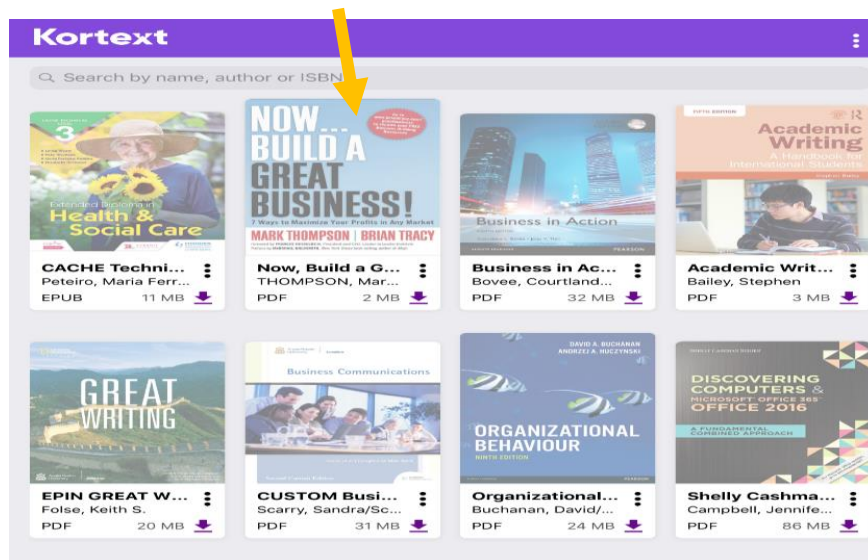 Kortext
Search by name, author or ISBN
3
Extended Diploma in
Health &
Social Care
CACHE Techni...
Peteiro, Maria Ferr...
EPUB 11 MB
NOW...
BUILD A
GREAT
BUSINESS!
7 Ways to Maximize Your Profits in Any Market
MARK THOMPSON | BRIAN TRACY
Now, Build a G...
THOMPSON, Mar...
PDF 2 MB
Business in Action
PEARSON
Business in Ac...
Bovee, Courtland...
PDF 32 MB
FIFTH EDITION
Academic
Writing
A Handbook for
International Students
Stephen Bailey
Academic Writ...
Bailey, Stephen
PDF 3 MB
GREAT
WRITING
EPIN GREAT W...
Folse, Keith S.
PDF 20 MB
Business Communications
CUSTOM Busi...
Scarry, Sandra/Sc...
PDF 31 MB
DAVID A. BUCHANAN
ANDRZEJ A. HUCZYNSKI
ORGANIZATIONAL
BEHAVIOUR
NINTH EDITION
Organizational...
Buchanan, David/...
PDF 24 MB
SHELLY CASHMAN SERIES
DISCOVERING
COMPUTERS &
MICROSOFT OFFICE 365
OFFICE 2016
A FUNDAMENTAL
COMBINED APPROACH
Shelly Cashma...
Campbell, Jennife...
PDF 86 MB